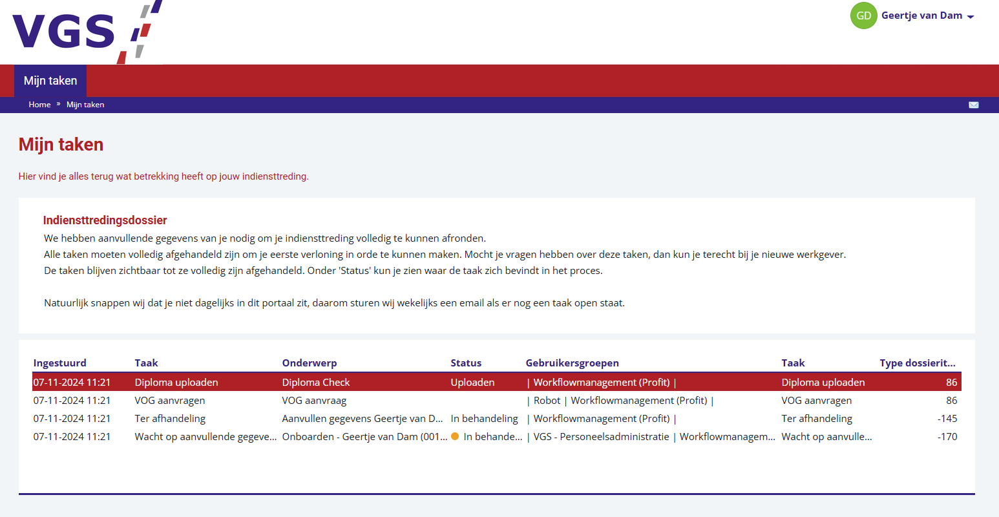 VGS
GD Geertje van Dam
Mijn taken
Home » Mijn taken
Mijn taken
Hier vind je alles terug wat betrekking heeft op jouw indiensttreding.
Indiensttredingsdossier
We hebben aanvullende gegevens van je nodig om je indiensttreding volledig te kunnen afronden.
Alle taken moeten volledig afgehandeld zijn om je eerste verloning in orde te kunnen maken. Mocht je vragen hebben over deze taken, dan kun je terecht bij je nieuwe werkgever.
De taken blijven zichtbaar tot ze volledig zijn afgehandeld. Onder 'Status' kun je zien waar de taak zich bevindt in het proces.
Natuurlijk snappen wij dat je niet dagelijks in dit portaal zit, daarom sturen wij wekelijks een email als er nog een taak open staat.
Ingestuurd Taak Onderwerp Status Gebruikersgroepen Taak Type dossierit...
07-11-2024 11:21 Diploma uploaden Diploma Check Uploaden | Workflowmanagement (Profit) | Diploma uploaden 86
07-11-2024 11:21 VOG aanvragen VOG aanvraag | Robot | Workflowmanagement (Profit) | VOG aanvragen 86
07-11-2024 11:21 Ter afhandeling Aanvullen gegevens Geertje van D... In behandeling | Workflowmanagement (Profit) | Ter afhandeling -145
07-11-2024 11:21 Wacht op aanvullende gegeve... Onboarden - Geertje van Dam (001... In behande... | VGS - Personeelsadministratie | Workflowmanagem... Wacht op aanvulle... -170